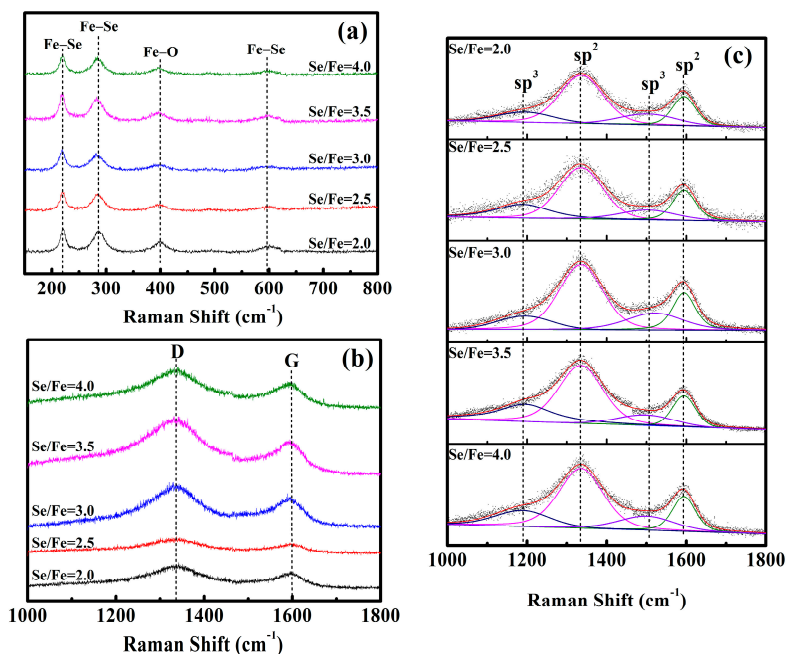 (a)
Fe–Se
Fe–Se
Fe–O
Fe–Se
Se/Fe=4.0
Se/Fe=3.5
Se/Fe=3.0
Se/Fe=2.5
Se/Fe=2.0
200 300 400 500 600 700 800
Raman Shift (cm⁻¹)
(b)
D
G
Se/Fe=4.0
Se/Fe=3.5
Se/Fe=3.0
Se/Fe=2.5
Se/Fe=2.0
1000 1200 1400 1600 1800
Raman Shift (cm⁻¹)
(c)
Se/Fe=2.0
sp³
sp²
sp³
sp²
Se/Fe=2.5
Se/Fe=3.0
Se/Fe=3.5
Se/Fe=4.0
1000 1200 1400 1600 1800
Raman Shift (cm⁻¹)